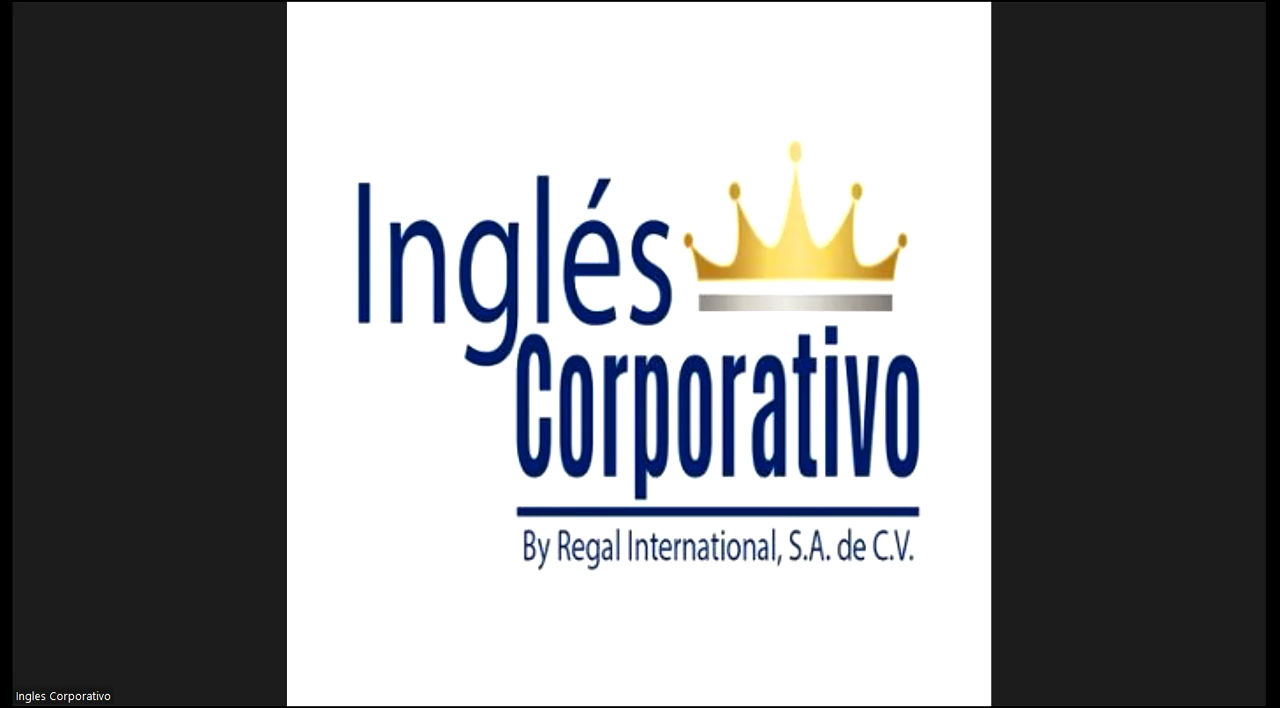 Inglés
Corporativo
By Regal International, S.A. de C.V.
Ingles Corporativo